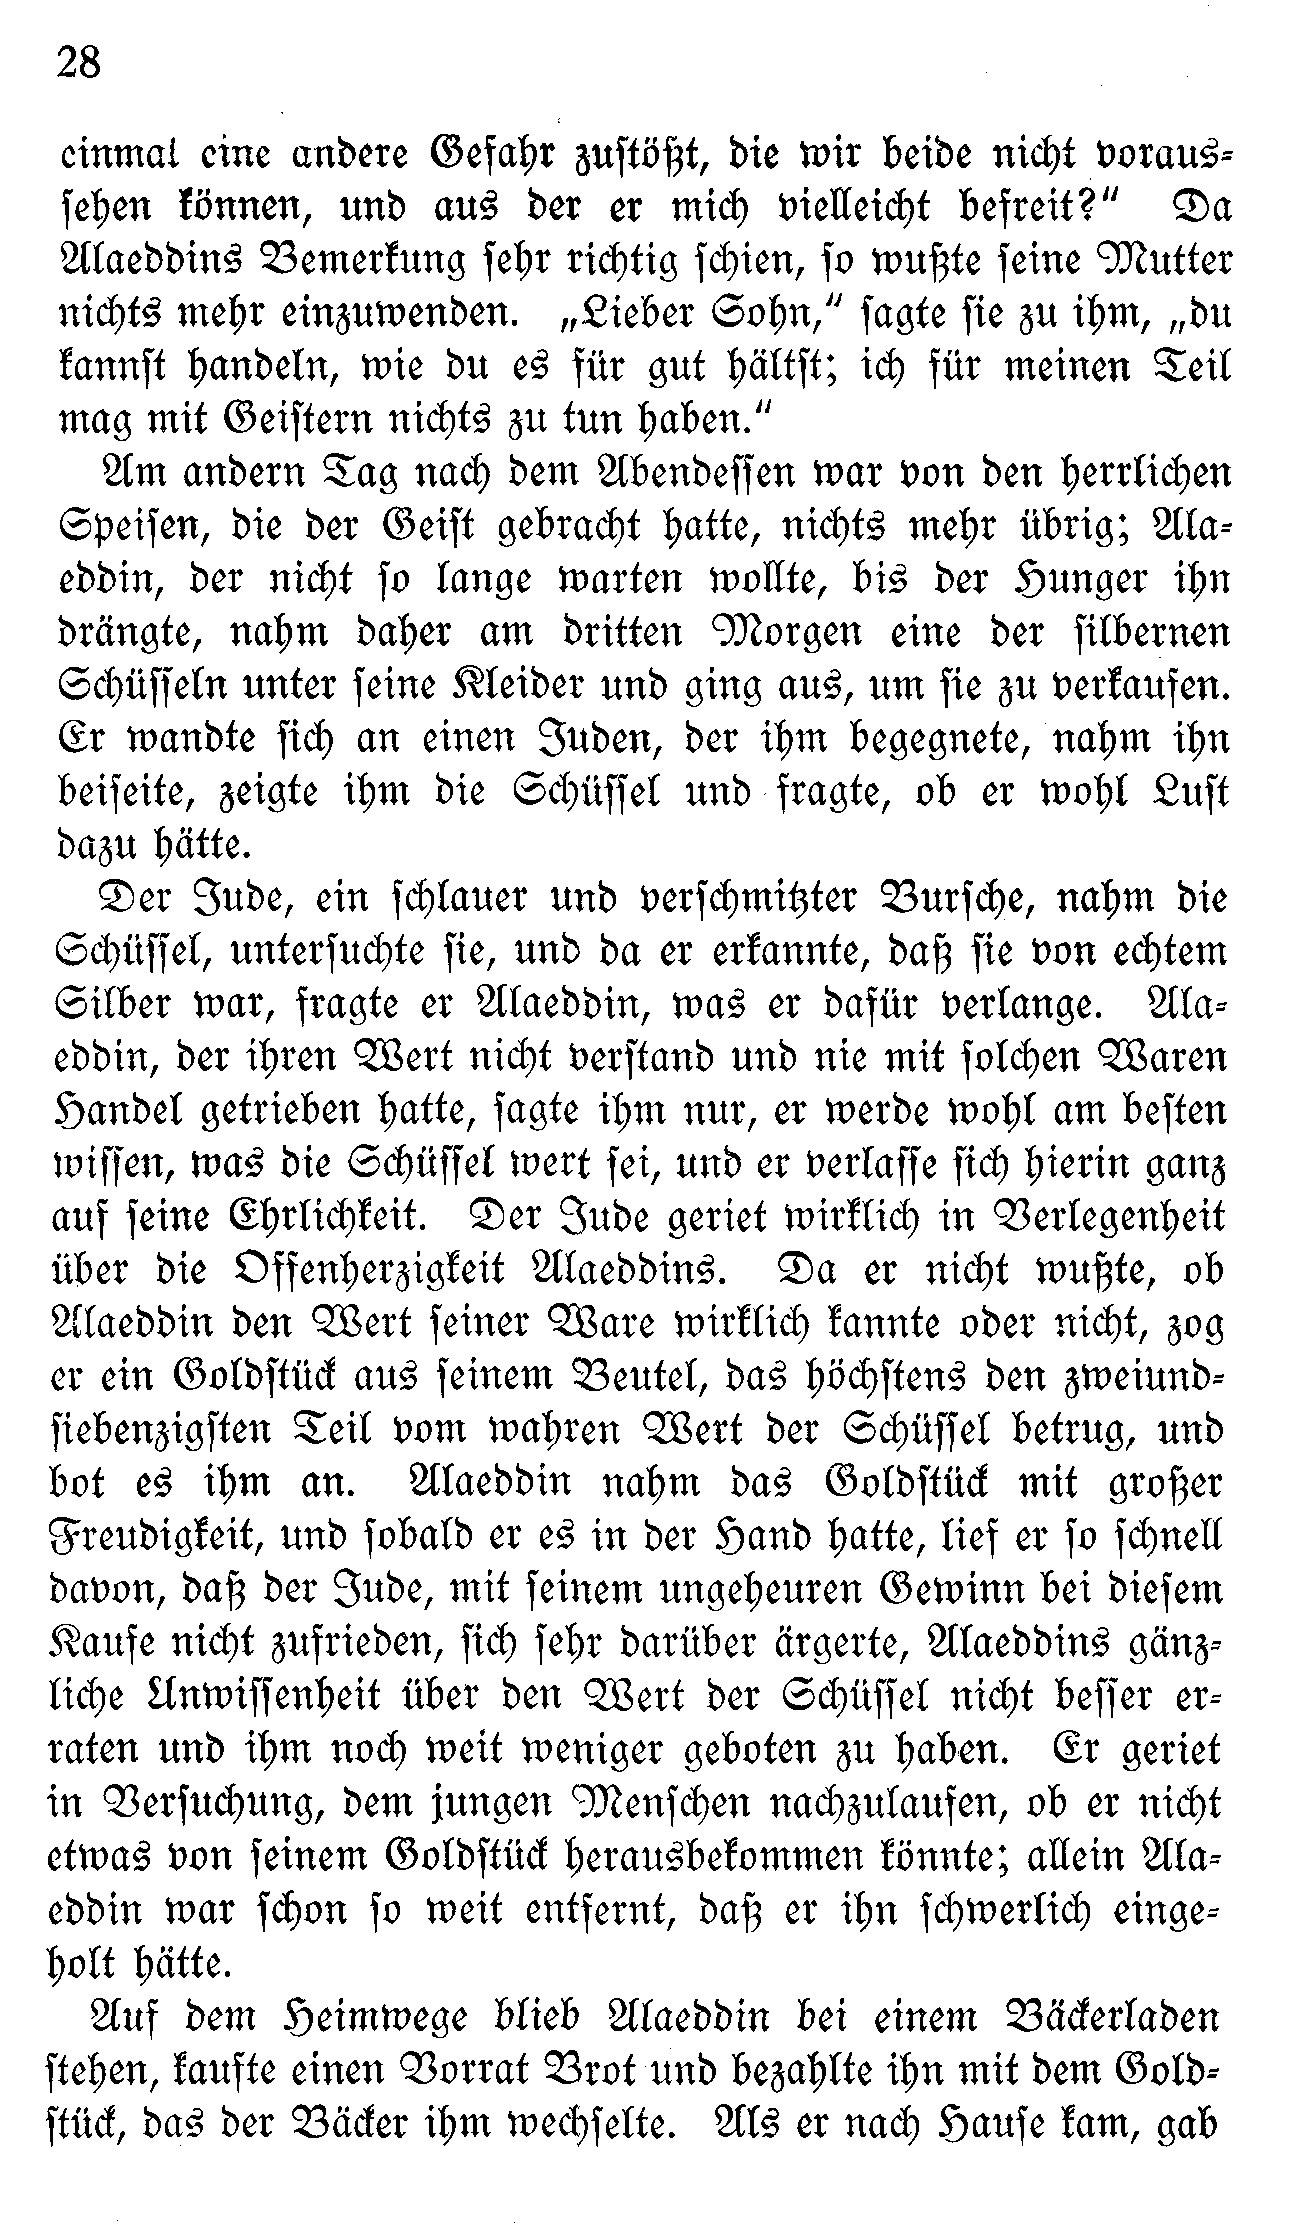 28
einmal eine andere Gefahr zustößt, die wir beide nicht voraus-
sehen können, und aus der er mich vielleicht befreit?“ Da
Alaeddins Bemerkung sehr richtig schien, so wußte seine Mutter
nichts mehr einzuwenden. „Lieber Sohn,“ sagte sie zu ihm, „du
kannst handeln, wie du es für gut hältst; ich für meinen Teil
mag mit Geistern nichts zu tun haben.“
Am andern Tag nach dem Abendessen war von den herrlichen
Speisen, die der Geist gebracht hatte, nichts mehr übrig; Ala-
eddin, der nicht so lange warten wollte, bis der Hunger ihn
drängte, nahm daher am dritten Morgen eine der silbernen
Schüsseln unter seine Kleider und ging aus, um sie zu verkaufen.
Er wandte sich an einen Juden, der ihm begegnete, nahm ihn
beiseite, zeigte ihm die Schüssel und fragte, ob er wohl Lust
dazu hätte.
Der Jude, ein schlauer und verschmitzter Bursche, nahm die
Schüssel, untersuchte sie, und da er erkannte, daß sie von echtem
Silber war, fragte er Alaeddin, was er dafür verlange. Ala-
eddin, der ihren Wert nicht verstand und nie mit solchen Waren
Handel getrieben hatte, sagte ihm nur, er werde wohl am besten
wissen, was die Schüssel wert sei, und er verlasse sich hierin ganz
auf seine Ehrlichkeit. Der Jude geriet wirklich in Verlegenheit
über die Offenherzigkeit Alaeddins. Da er nicht wußte, ob
Alaeddin den Wert seiner Ware wirklich kannte oder nicht, zog
er ein Goldstück aus seinem Beutel, das höchstens den zweiund-
siebenzigsten Teil vom wahren Wert der Schüssel betrug, und
bot es ihm an. Alaeddin nahm das Goldstück mit großer
Freudigkeit, und sobald er es in der Hand hatte, lief er so schnell
davon, daß der Jude, mit seinem ungeheuren Gewinn bei diesem
Kaufe nicht zufrieden, sich sehr darüber ärgerte, Alaeddins gänz-
liche Unwissenheit über den Wert der Schüssel nicht besser er-
raten und ihm noch weit weniger geboten zu haben. Er geriet
in Versuchung, dem jungen Menschen nachzulaufen, ob er nicht
etwas von seinem Goldstück herausbekommen könnte; allein Ala-
eddin war schon so weit entfernt, daß er ihn schwerlich einge-
holt hätte.
Auf dem Heimwege blieb Alaeddin bei einem Bäckerladen
stehen, kaufte einen Vorrat Brot und bezahlte ihn mit dem Gold-
stück, das der Bäcker ihm wechselte. Als er nach Hause kam, gab